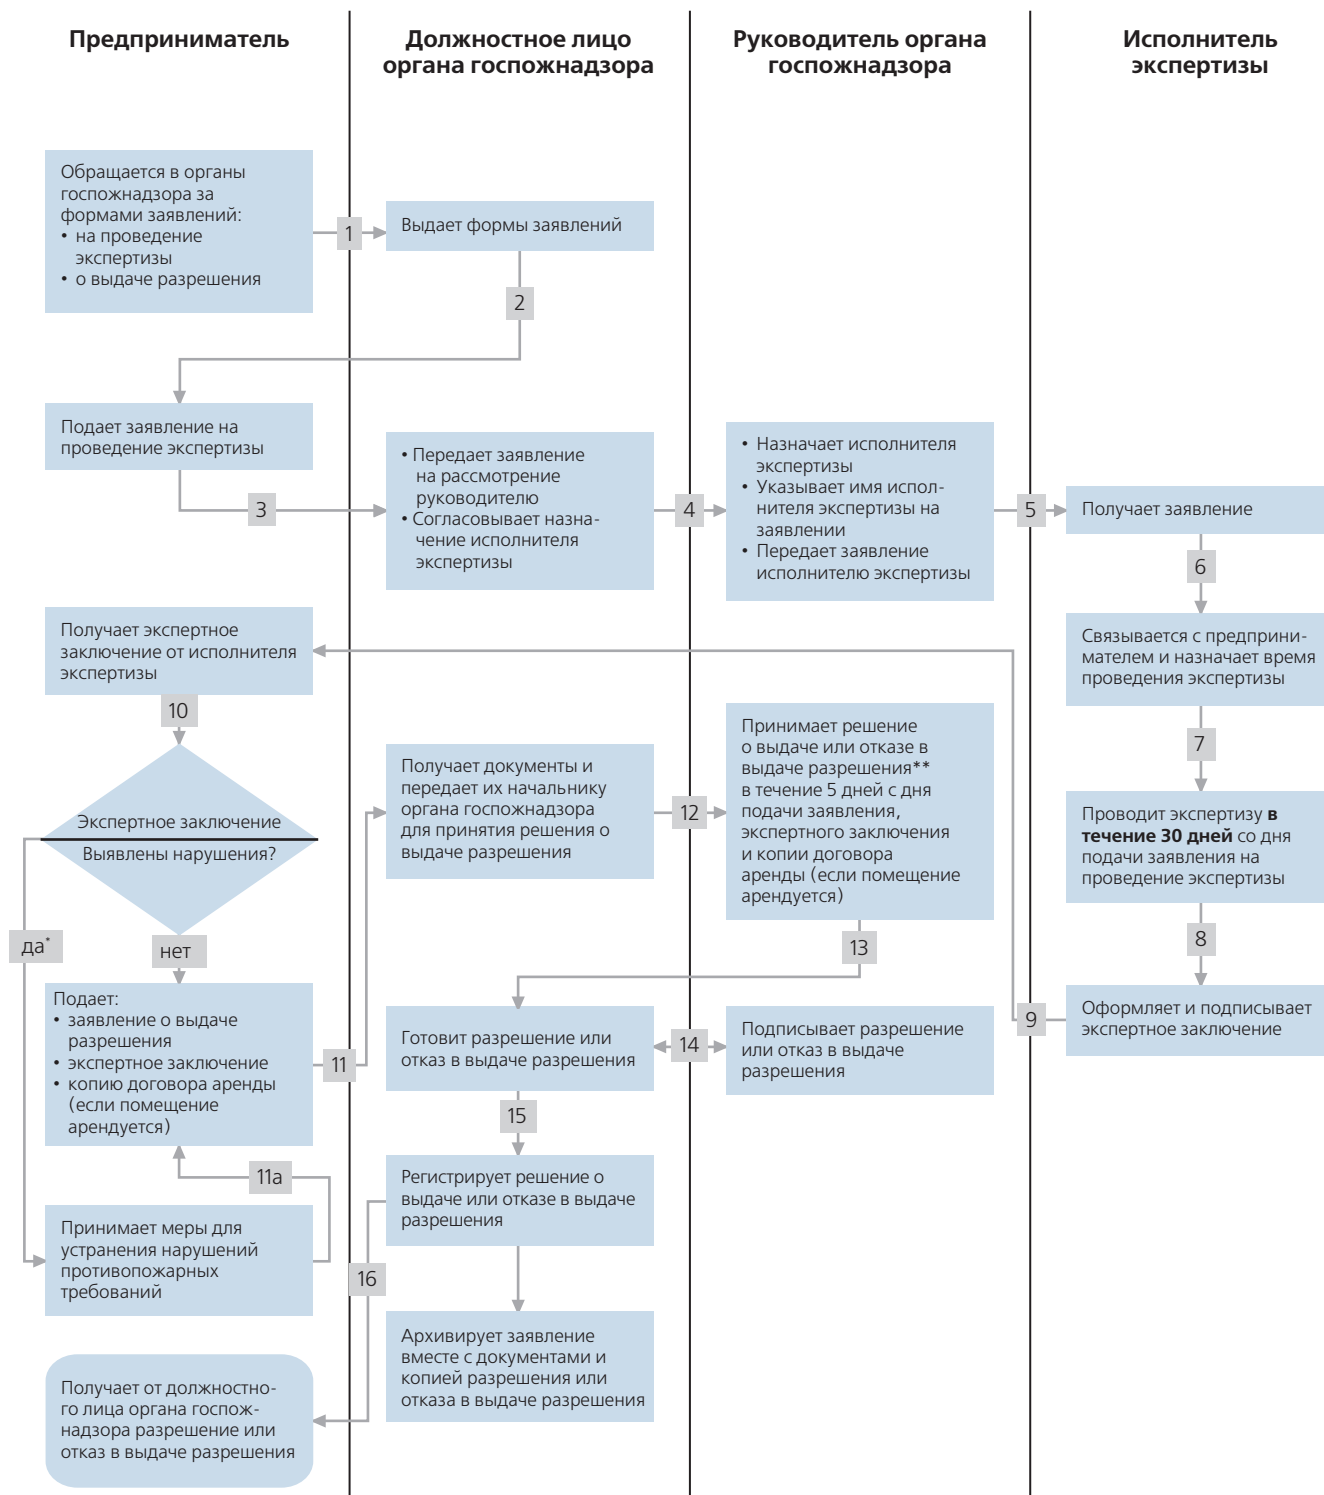 Предприниматель
Должностное лицо
органа госпожнадзора
Руководитель органа
госпожнадзора
Исполнитель
экспертизы
Обращается в органы
госпожнадзора за
формами заявлений:
• на проведение
экспертизы
• о выдаче разрешения
1
Выдает формы заявлений
2
Подает заявление на
проведение экспертизы
3
• Передает заявление
на рассмотрение
руководителю
• Согласовывает назна-
чение исполнителя
экспертизы
4
• Назначает исполнителя
экспертизы
• Указывает имя испол-
нителя экспертизы на
заявлении
• Передает заявление
исполнителю экспертизы
5
Получает заявление
6
Связывается с предприни-
мателем и назначает время
проведения экспертизы
7
Проводит экспертизу в
течение 30 дней со дня
подачи заявления на
проведение экспертизы
8
Оформляет и подписывает
экспертное заключение
9
Получает экспертное
заключение от исполнителя
экспертизы
10
Экспертное заключение
Выявлены нарушения?
да*
нет
Подает:
• заявление о выдаче
разрешения
• экспертное заключение
• копию договора аренды
(если помещение
арендуется)
11
11а
Принимает меры для
устранения нарушений
противопожарных
требований
Получает документы и
передает их начальнику
органа госпожнадзора
для принятия решения о
выдаче разрешения
12
Принимает решение
о выдаче или отказе в
выдаче разрешения**
в течение 5 дней с дня
подачи заявления,
экспертного заключения
и копии договора
аренды (если помещение
арендуется)
13
Готовит разрешение или
отказ в выдаче разрешения
14
Подписывает разрешение
или отказ в выдаче
разрешения
15
Регистрирует решение о
выдаче или отказе в выдаче
разрешения
16
Архивирует заявление
вместе с документами и
копией разрешения или
отказа в выдаче разрешения
Получает от должностно-
го лица органа госпож-
надзора разрешение или
отказ в выдаче разрешения